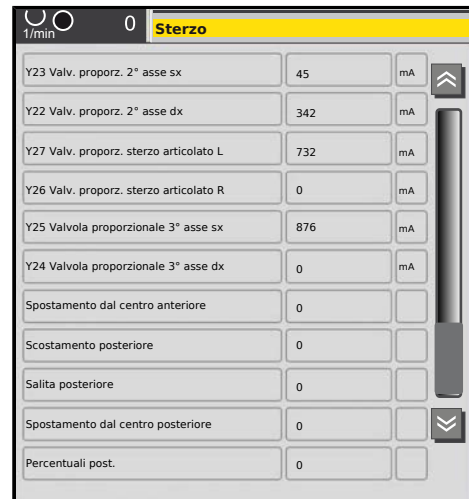 0
1/min
Sterzo
Y23 Valv. proporz. 2° asse sx 45 mA
Y22 Valv. proporz. 2° asse dx 342 mA
Y27 Valv. proporz. sterzo articolato L 732 mA
Y26 Valv. proporz. sterzo articolato R 0 mA
Y25 Valvola proporzionale 3° asse sx 876 mA
Y24 Valvola proporzionale 3° asse dx 0 mA
Spostamento dal centro anteriore 0
Scostamento posteriore 0
Salita posteriore 0
Spostamento dal centro posteriore 0
Percentuali post. 0